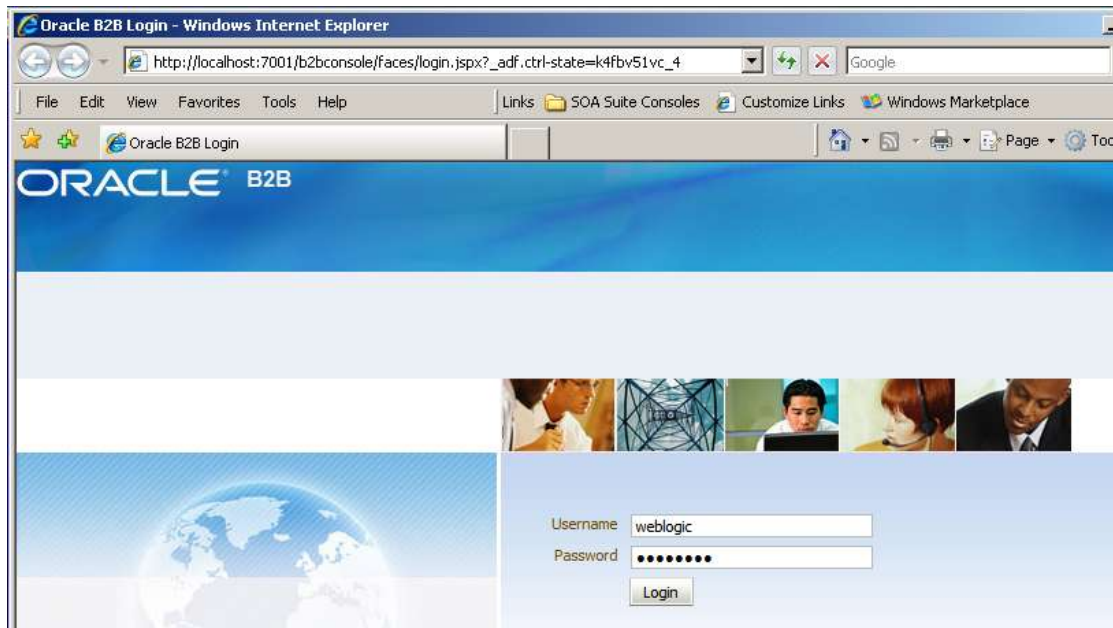 Oracle B2B Login - Windows Internet Explorer
http://localhost:7001/b2bconsole/faces/login.jspx?_adf.ctrl-state=k4fbv51vc_4 Google
File Edit View Favorites Tools Help Links SOA Suite Consoles Customize Links Windows Marketplace
Oracle B2B Login Page Too
ORACLE B2B
Username weblogic
Password ••••••••
Login